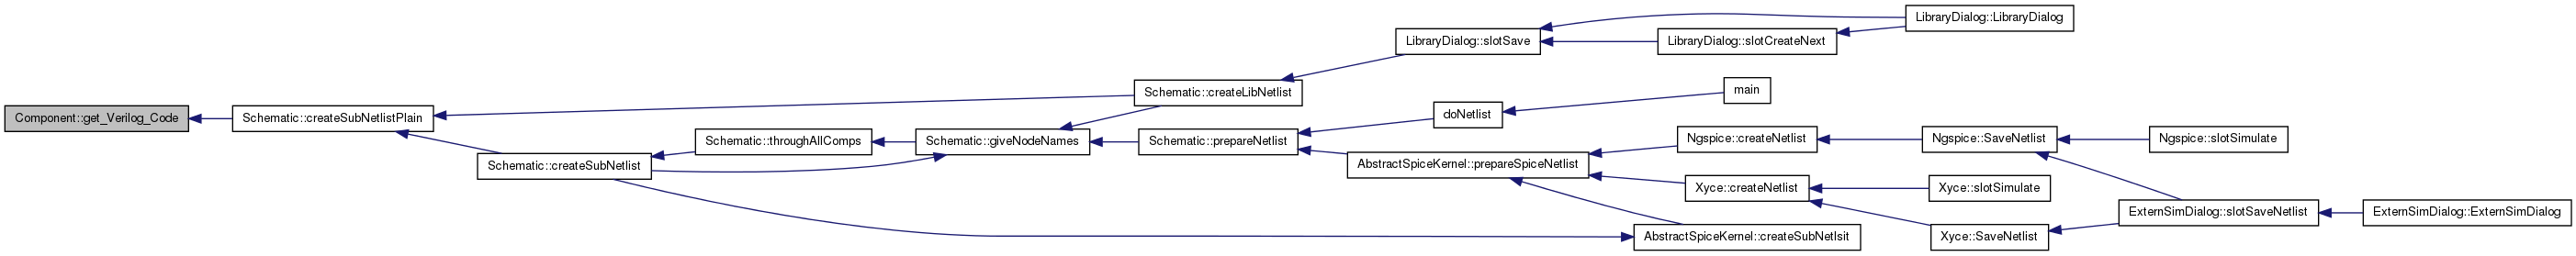 Component::get_Verilog_Code
Schematic::createSubNetlistPlain
Schematic::createLibNetlist
LibraryDialog::slotSave
LibraryDialog::LibraryDialog
LibraryDialog::slotCreateNext
Schematic::createSubNetlist
Schematic::throughAllComps
Schematic::giveNodeNames
Schematic::prepareNetlist
doNetlist
main
AbstractSpiceKernel::prepareSpiceNetlist
Ngspice::createNetlist
Ngspice::SaveNetlist
Ngspice::slotSimulate
Xyce::createNetlist
Xyce::slotSimulate
Xyce::SaveNetlist
ExternSimDialog::slotSaveNetlist
ExternSimDialog::ExternSimDialog
AbstractSpiceKernel::createSubNetlsit